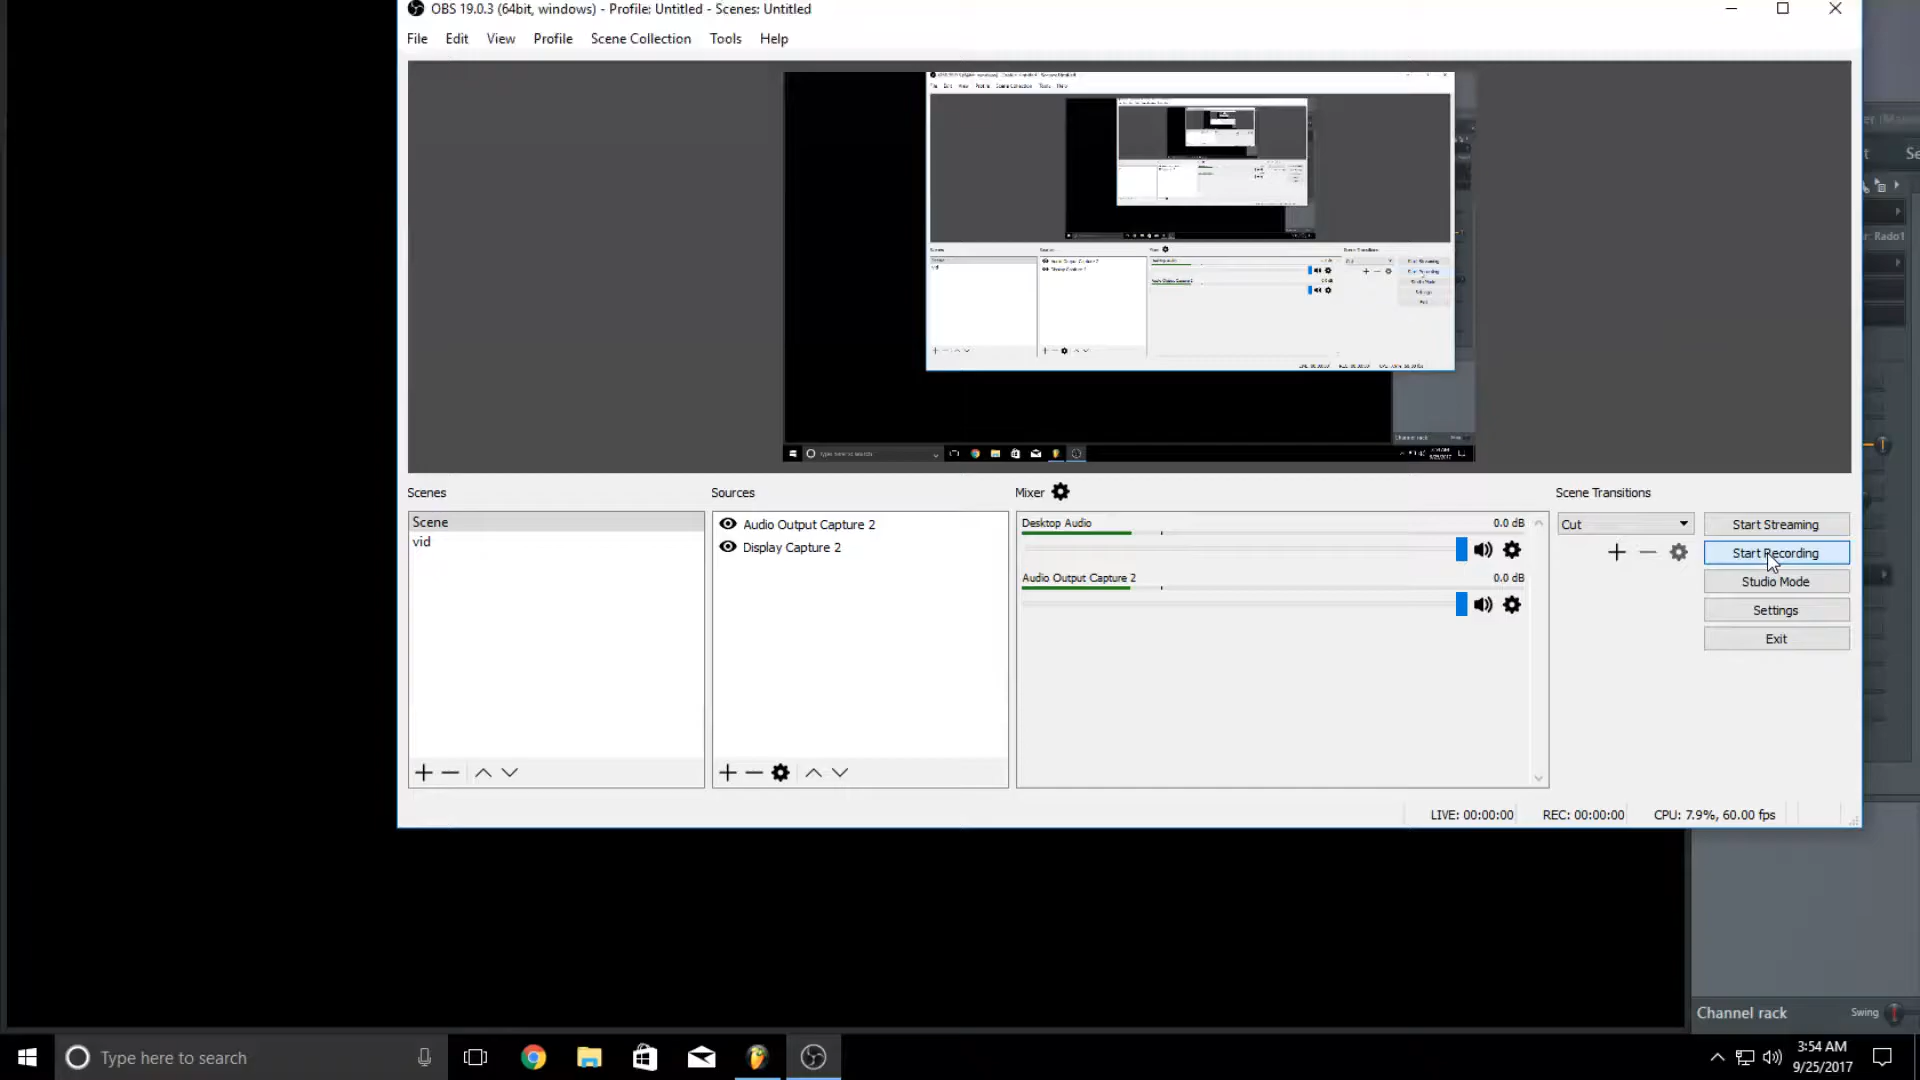 OBS 19.0.3 (64bit, windows) - Profile: Untitled - Scenes: Untitled
File Edit View Profile Scene Collection Tools Help
Scenes
Scene
vid
Sources
Audio Output Capture 2
Display Capture 2
Mixer
Desktop Audio 0.0 dB
Audio Output Capture 2 0.0 dB
Scene Transitions
Cut
Start Streaming
Start Recording
Studio Mode
Settings
Exit
LIVE: 00:00:00 REC: 00:00:00 CPU: 7.9%, 60.00 fps
Rado1
Channel rack Swing
Type here to search
3:54 AM
9/25/2017